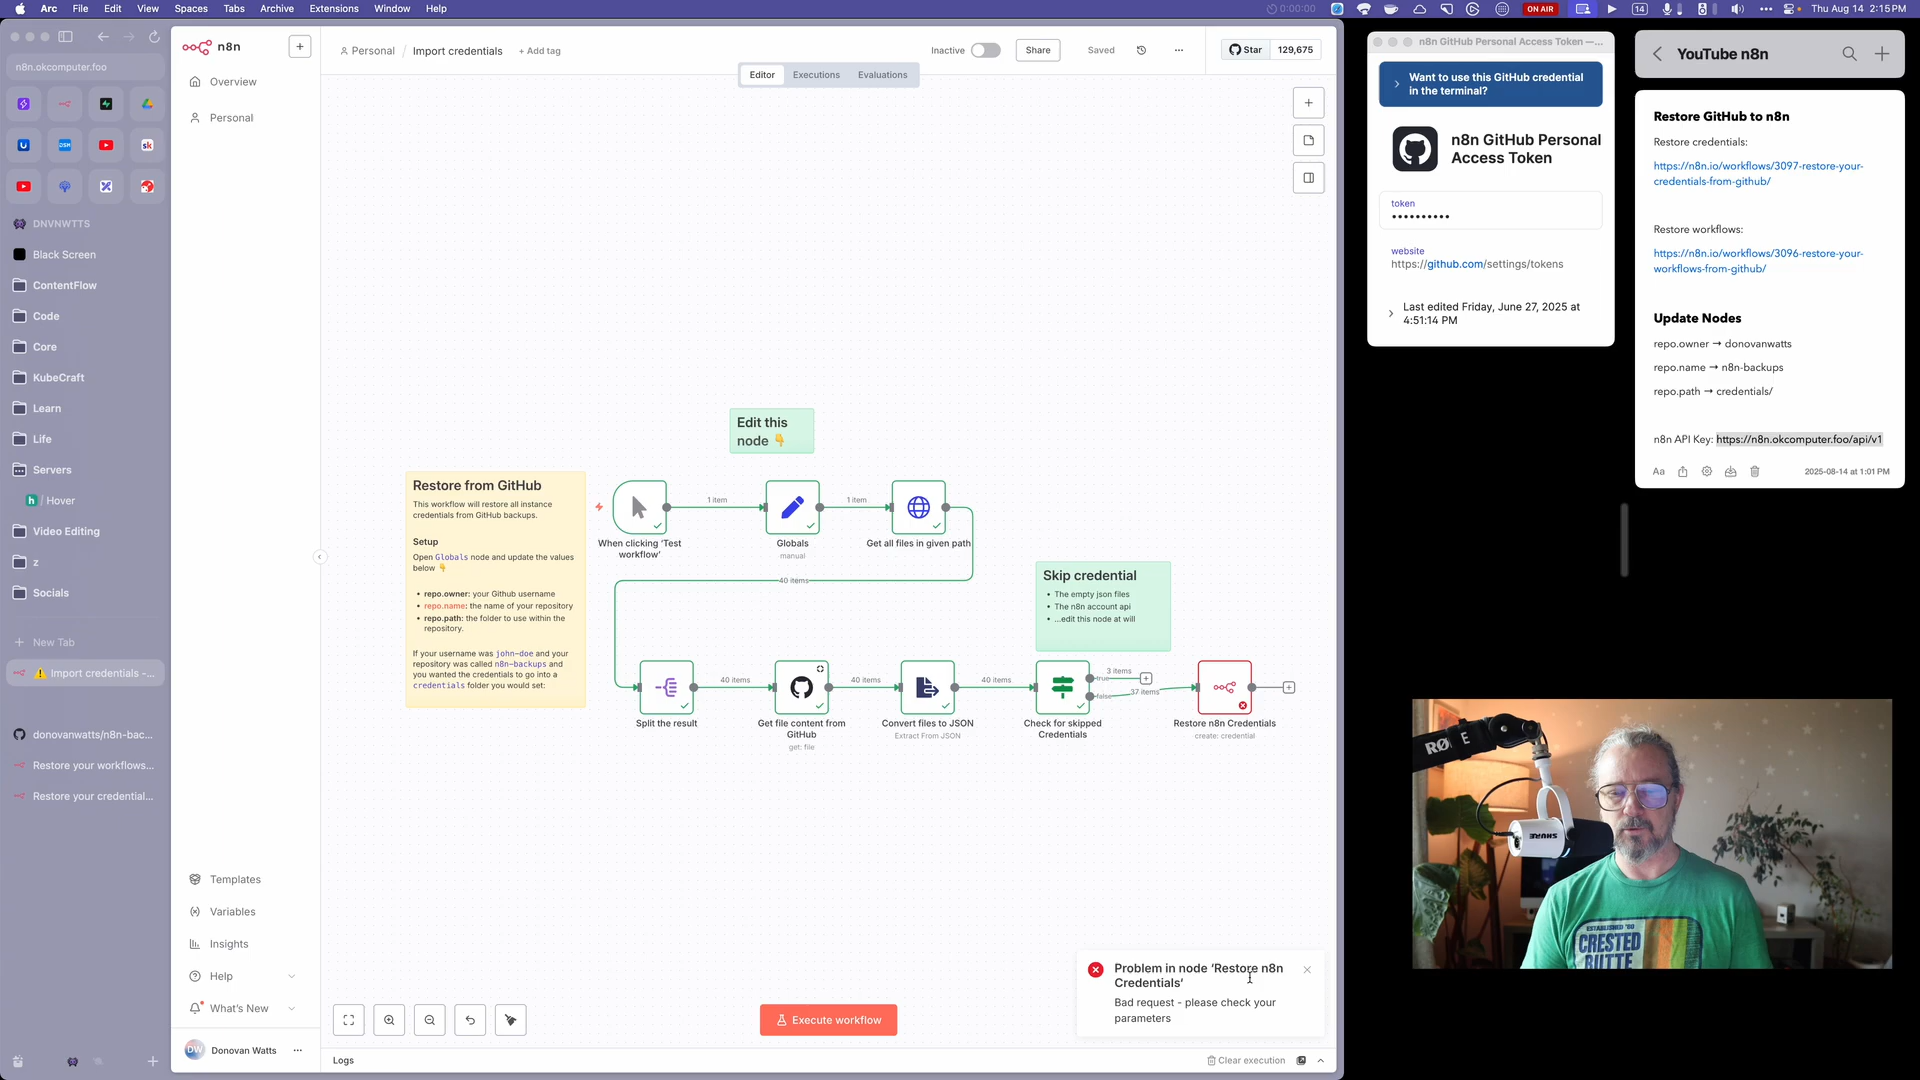 Arc File Edit View Spaces Tabs Archive Extensions Window Help
0:00:00
ON AIR
14
Thu Aug 14 2:15 PM
n8n.okcomputer.foo
DNVNWTTS
Black Screen
ContentFlow
Code
Core
KubeCraft
Learn
Life
Servers
h / Hover
Video Editing
z
Socials
New Tab
Import credentials -...
donovanwatts/n8n-bac...
Restore your workflows...
Restore your credential...
n8n
Overview
Personal
Templates
Variables
Insights
Help
What's New
DW Donovan Watts
Personal / Import credentials + Add tag
Inactive
Share
Saved
Star 129,675
Editor Executions Evaluations
Edit this
node
Restore from GitHub
This workflow will restore all instance
credentials from GitHub backups.
Setup
Open Globals node and update the values
below
• repo.owner: your Github username
• repo.name: the name of your repository
• repo.path: the folder to use within the
repository.
If your username was john-doe and your
repository was called n8n-backups and
you wanted the credentials to go into a
credentials folder you would set:
1 item
1 item
When clicking ‘Test
workflow’
Globals
manual
Get all files in given path
40 items
Skip credential
• The empty json files
• The n8n account api
• ...edit this node at will
40 items
40 items
40 items
3 items
true
false
37 items
Split the result
Get file content from
GitHub
get: file
Convert files to JSON
Extract From JSON
Check for skipped
Credentials
Restore n8n Credentials
create: credential
Problem in node ‘Restore n8n
Credentials’
Bad request - please check your
parameters
Execute workflow
Logs
Clear execution
n8n GitHub Personal Access Token —...
Want to use this GitHub credential
in the terminal?
n8n GitHub Personal
Access Token
token
••••••••••
website
https://github.com/settings/tokens
Last edited Friday, June 27, 2025 at
4:51:14 PM
YouTube n8n
Restore GitHub to n8n
Restore credentials:
https://n8n.io/workflows/3097-restore-your-
credentials-from-github/
Restore workflows:
https://n8n.io/workflows/3096-restore-your-
workflows-from-github/
Update Nodes
repo.owner → donovanwatts
repo.name → n8n-backups
repo.path → credentials/
n8n API Key: https://n8n.okcomputer.foo/api/v1
Aa
2025-08-14 at 1:01 PM
RØDE
SHURE
ESTABLISHED '80
CRESTED
BUTTE